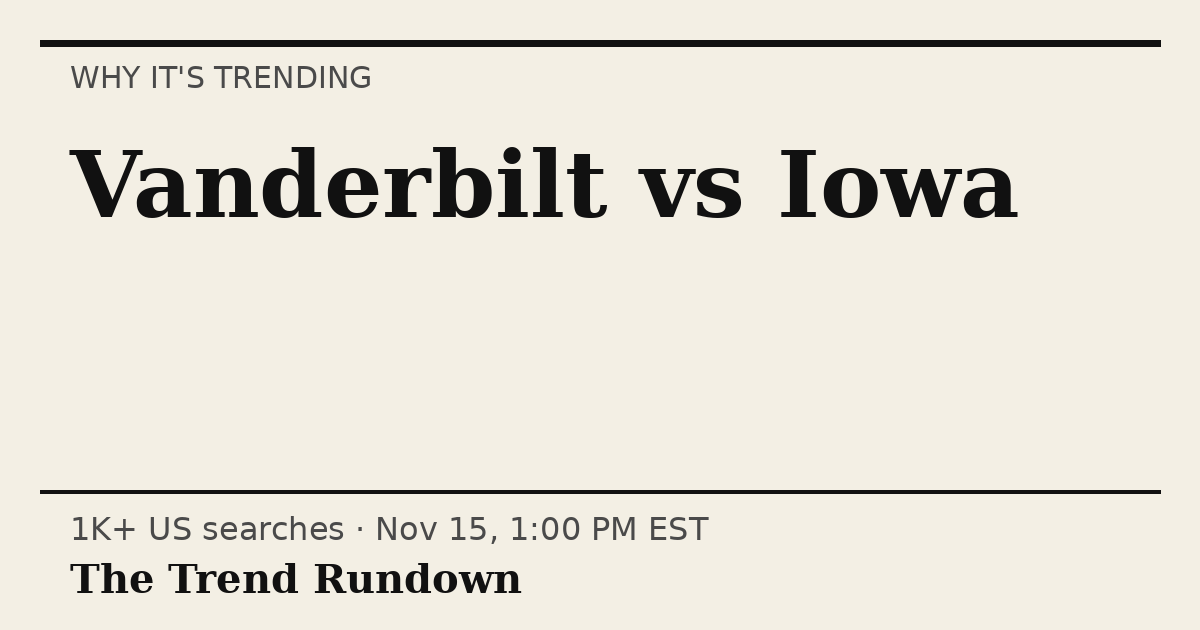 WHY IT'S TRENDING
Vanderbilt vs Iowa
1K+ US searches · Nov 15, 1:00 PM EST
The Trend Rundown